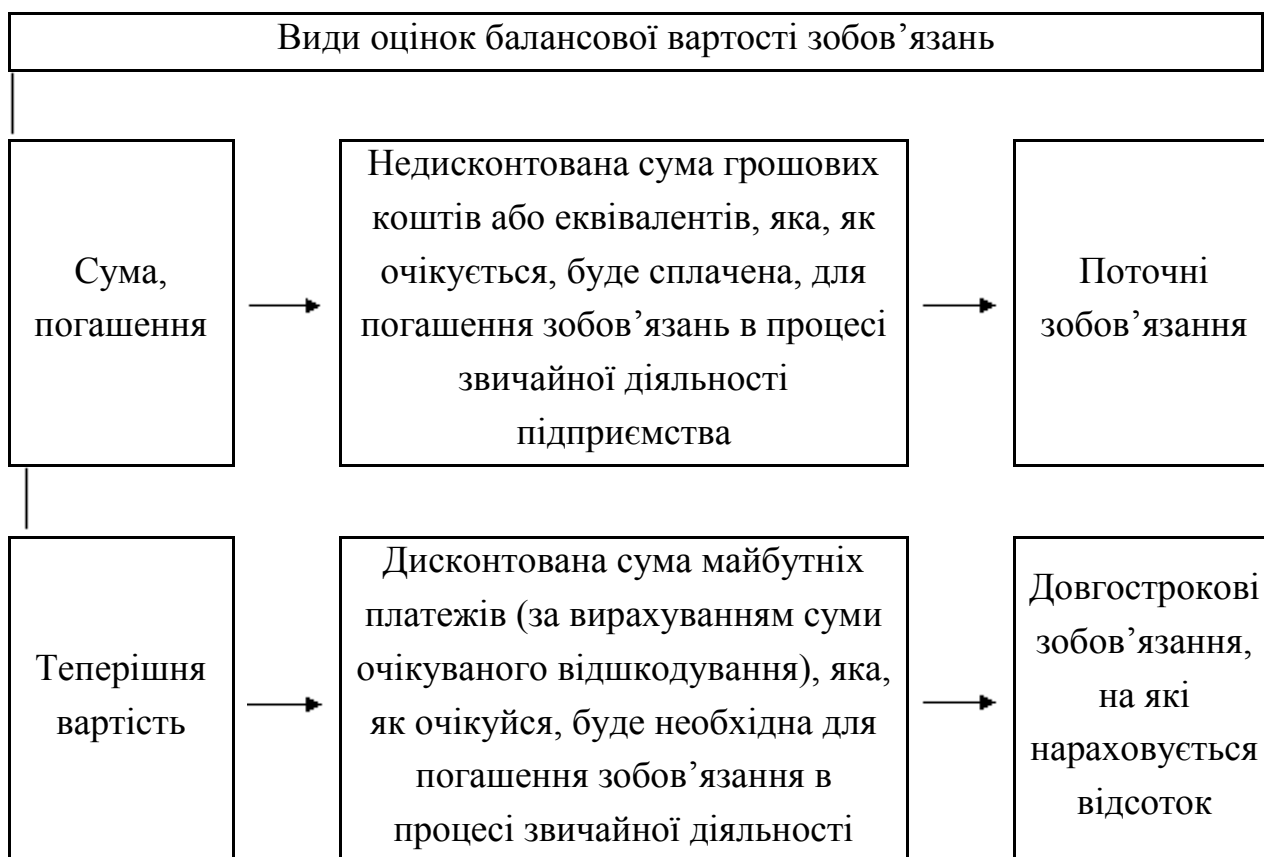 Види оцінок балансової вартості зобов’язань
Сума,
погашення
Недисконтована сума грошових
коштів або еквівалентів, яка, як
очікується, буде сплачена, для
погашення зобов’язань в процесі
звичайної діяльності
підприємства
Поточні
зобов’язання
Теперішня
вартість
Дисконтована сума майбутніх
платежів (за вирахуванням суми
очікуваного відшкодування), яка,
як очікуйся, буде необхідна для
погашення зобов’язання в
процесі звичайної діяльності
Довгострокові
зобов’язання,
на які
нараховується
відсоток